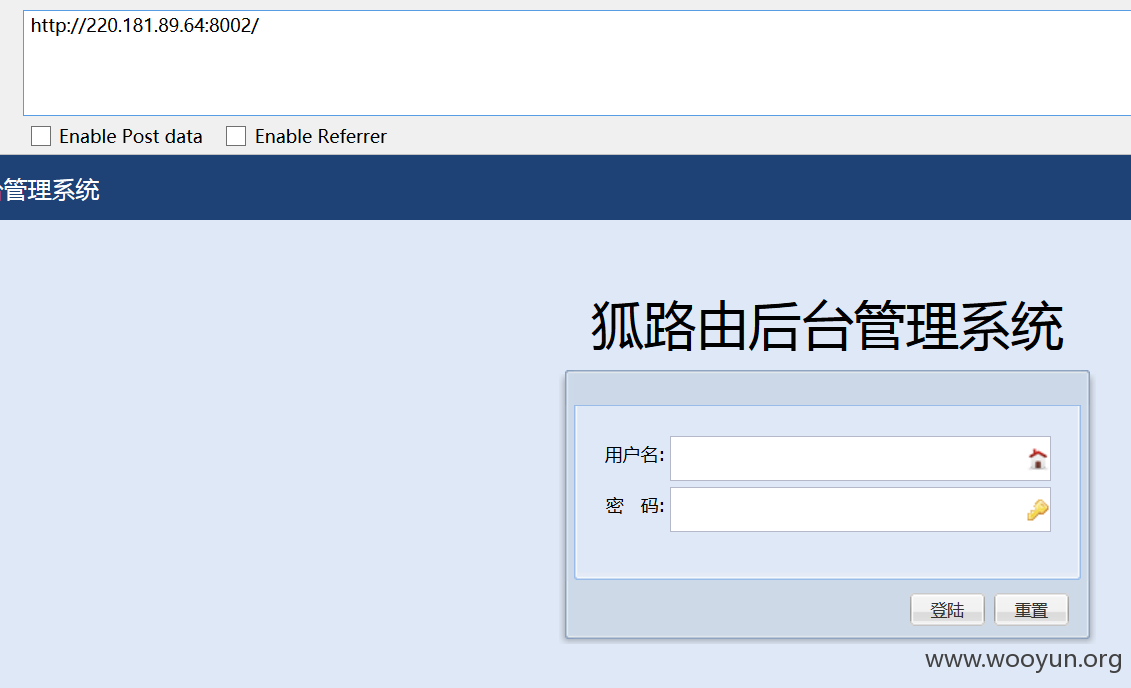 http://220.181.89.64:8002/
Enable Post data Enable Referrer
管理系统
狐路由后台管理系统
用户名:
密 码:
登陆 重置
www.wooyun.org